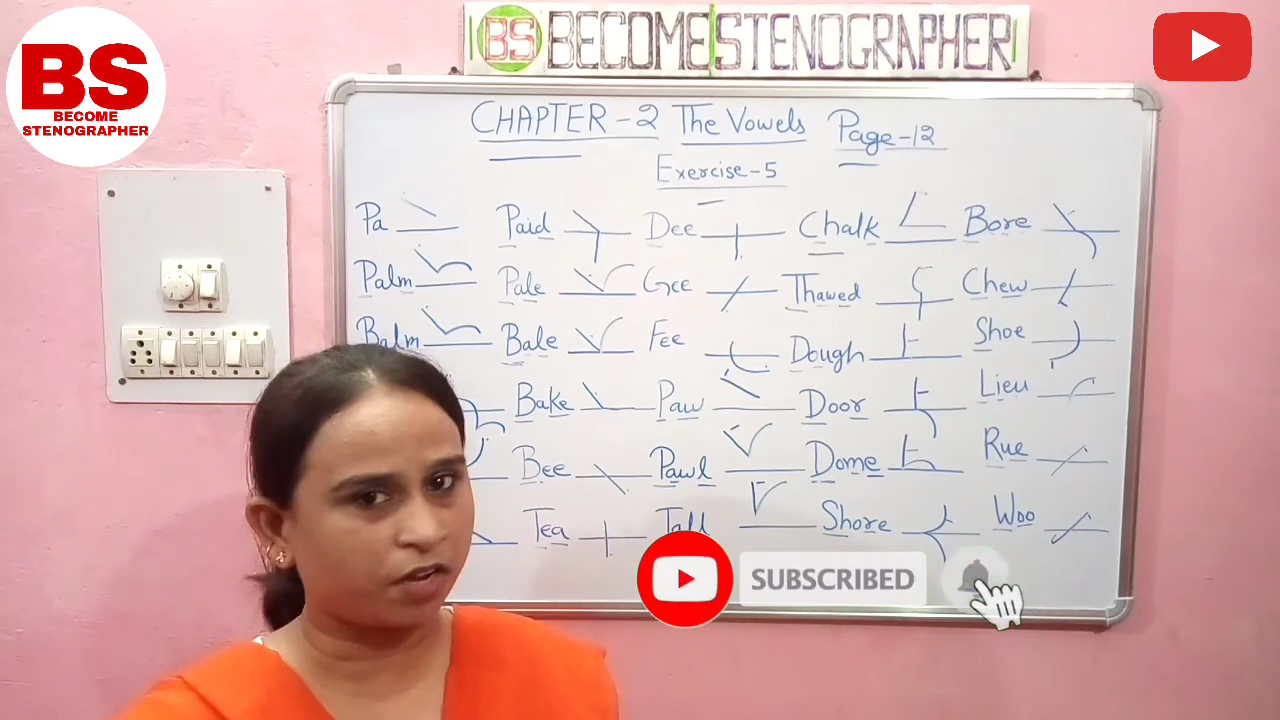 BS
BECOME
STENOGRAPHER
BS BECOME STENOGRAPHER
CHAPTER - 2 The Vowels Page - 12
Exercise - 5
Pa Paid Dee Chalk Bore
Palm Pale Gee Thawed Chew
Balm Bale Fee Dough Shoe
Bake Paw Door Lieu
Bee Pawl Dome Rue
Tea Talk Shore Woo
SUBSCRIBED